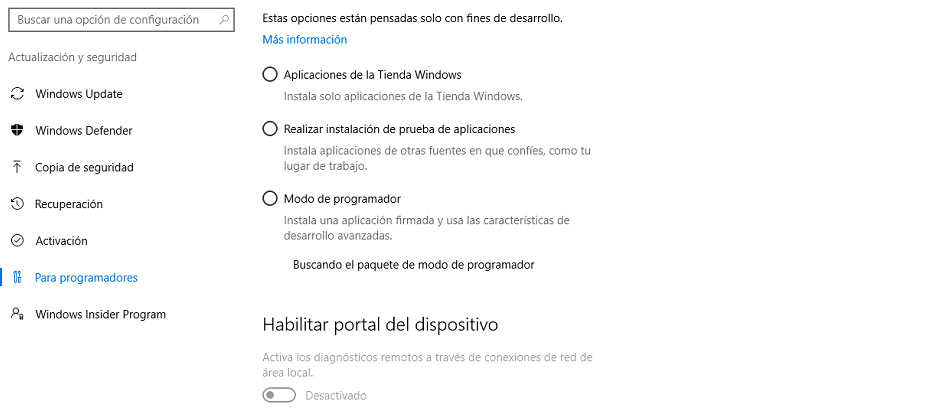 Buscar una opción de configuración
Actualización y seguridad
Windows Update
Windows Defender
Copia de seguridad
Recuperación
Activación
Para programadores
Windows Insider Program
Estas opciones están pensadas solo con fines de desarrollo.
Más información
Aplicaciones de la Tienda Windows
Instala solo aplicaciones de la Tienda Windows.
Realizar instalación de prueba de aplicaciones
Instala aplicaciones de otras fuentes en que confíes, como tu
lugar de trabajo.
Modo de programador
Instala una aplicación firmada y usa las características de
desarrollo avanzadas.
Buscando el paquete de modo de programador
Habilitar portal del dispositivo
Activa los diagnósticos remotos a través de conexiones de red de
área local.
Desactivado